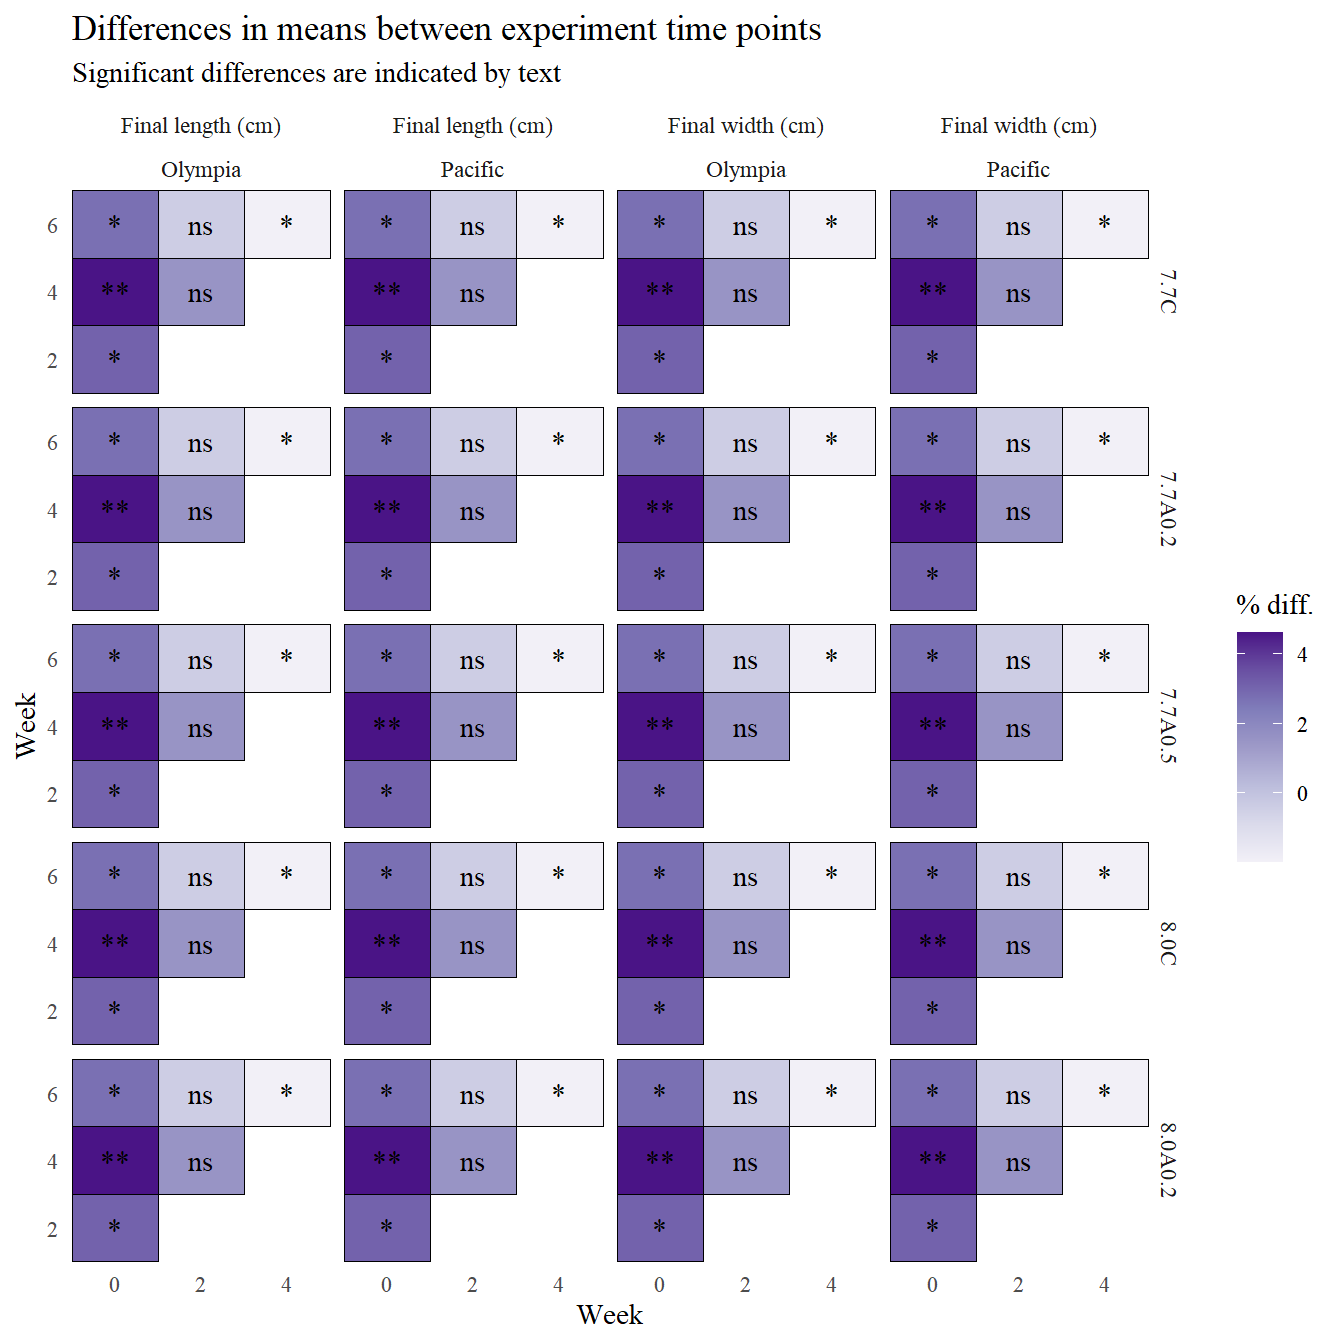 Differences in means between experiment time points
Significant differences are indicated by text
Final length (cm) Final length (cm) Final width (cm) Final width (cm)
Olympia Pacific Olympia Pacific
6 * ns * * ns * * ns * * ns *
4 ** ns ** ns ** ns ** ns
7.7C
2 * * * *
6 * ns * * ns * * ns * * ns *
4 ** ns ** ns ** ns ** ns
7.7A0.2
2 * * * *
6 * ns * * ns * * ns * * ns *
4 ** ns ** ns ** ns ** ns
7.7A0.5
2 * * * *
6 * ns * * ns * * ns * * ns *
4 ** ns ** ns ** ns ** ns
8.0C
2 * * * *
6 * ns * * ns * * ns * * ns *
4 ** ns ** ns ** ns ** ns
8.0A0.2
2 * * * *
0 2 4 0 2 4 0 2 4 0 2 4
Week
Week
% diff.
4
2
0